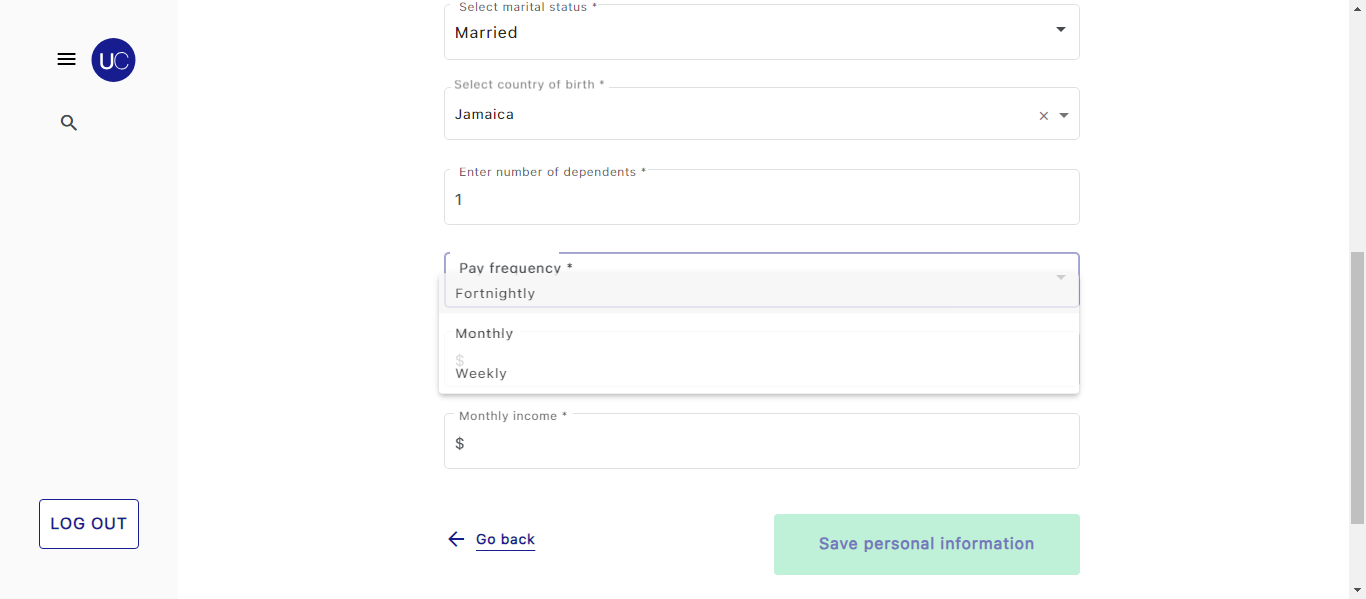 Select marital status *
Married
UC
Select country of birth *
Jamaica
Enter number of dependents *
1
Pay frequency *
Fortnightly
Monthly
$
Weekly
Monthly income *
$
LOG OUT
Go back
Save personal information